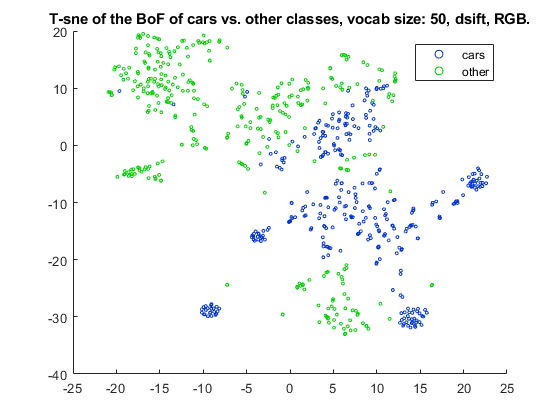 T-sne of the BoF of cars vs. other classes, vocab size: 50, dsift, RGB.
cars
other
20
10
0
-10
-20
-30
-40
-25 -20 -15 -10 -5 0 5 10 15 20 25